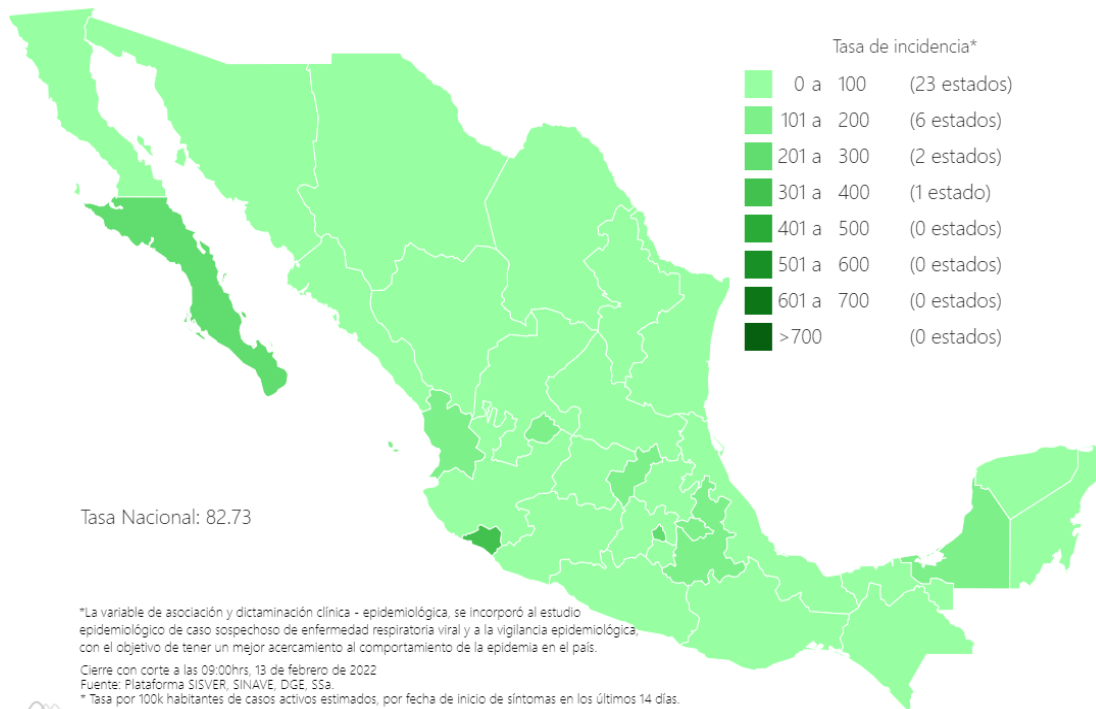 Tasa de incidencia*
0 a 100 (23 estados)
101 a 200 (6 estados)
201 a 300 (2 estados)
301 a 400 (1 estado)
401 a 500 (0 estados)
501 a 600 (0 estados)
601 a 700 (0 estados)
>700 (0 estados)
Tasa Nacional: 82.73
*La variable de asociación y dictaminación clínica - epidemiológica, se incorporó al estudio
epidemiológico de caso sospechoso de enfermedad respiratoria viral y a la vigilancia epidemiológica,
con el objetivo de tener un mejor acercamiento al comportamiento de la epidemia en el país.
Cierre con corte a las 09:00hrs, 13 de febrero de 2022
Fuente: Plataforma SISVER, SINAVE, DGE, SSa.
* Tasa por 100k habitantes de casos activos estimados, por fecha de inicio de síntomas en los últimos 14 días.